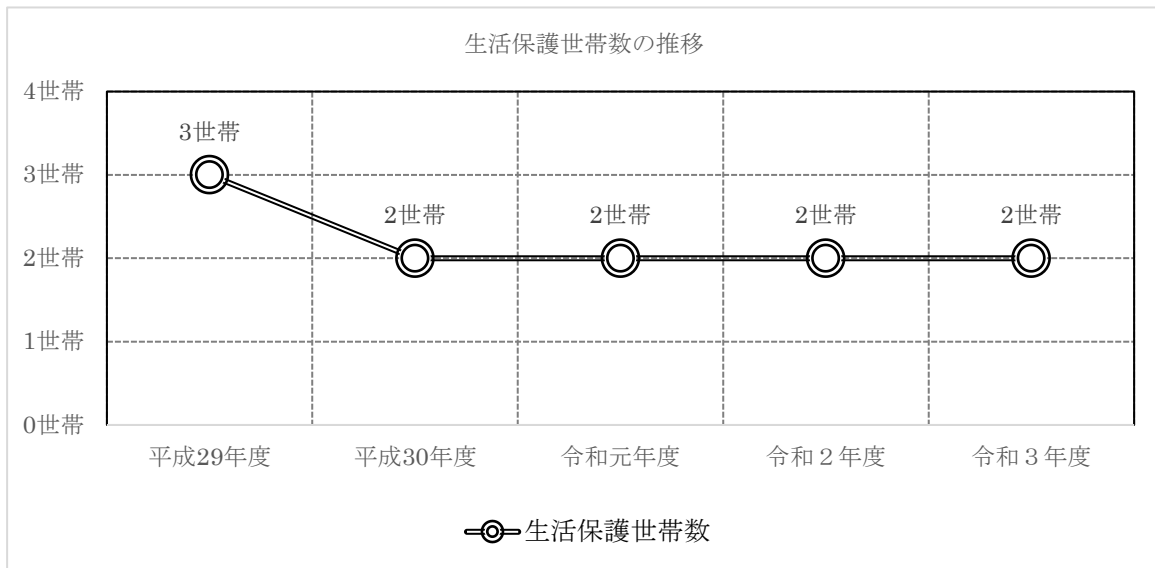 生活保護世帯数の推移
4世帯
3世帯
2世帯
1世帯
0世帯
3世帯
2世帯
2世帯
2世帯
2世帯
平成29年度
平成30年度
令和元年度
令和２年度
令和３年度
生活保護世帯数